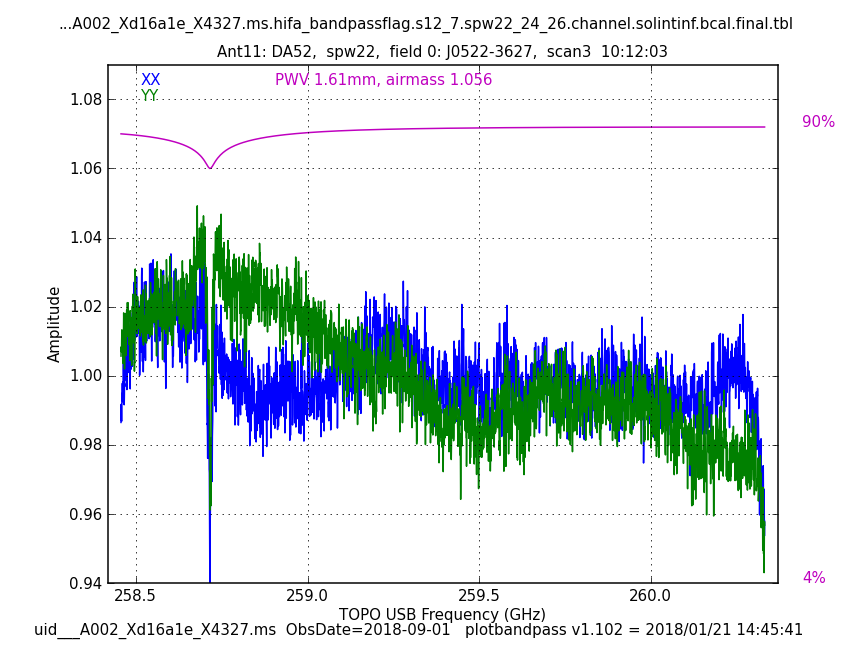 ...A002_Xd16a1e_X4327.ms.hifa_bandpassflag.s12_7.spw22_24_26.channel.solintinf.bcal.final.tbl
Ant11: DA52,  spw22,  field 0: J0522-3627,  scan3  10:12:03
XX
PWV 1.61mm, airmass 1.056
YY
1.08
90%
1.06
1.04
1.02
1.00
0.98
0.96
0.94
Amplitude
4%
258.5
259.0
259.5
260.0
TOPO USB Frequency (GHz)
uid___A002_Xd16a1e_X4327.ms  ObsDate=2018-09-01   plotbandpass v1.102 = 2018/01/21 14:45:41